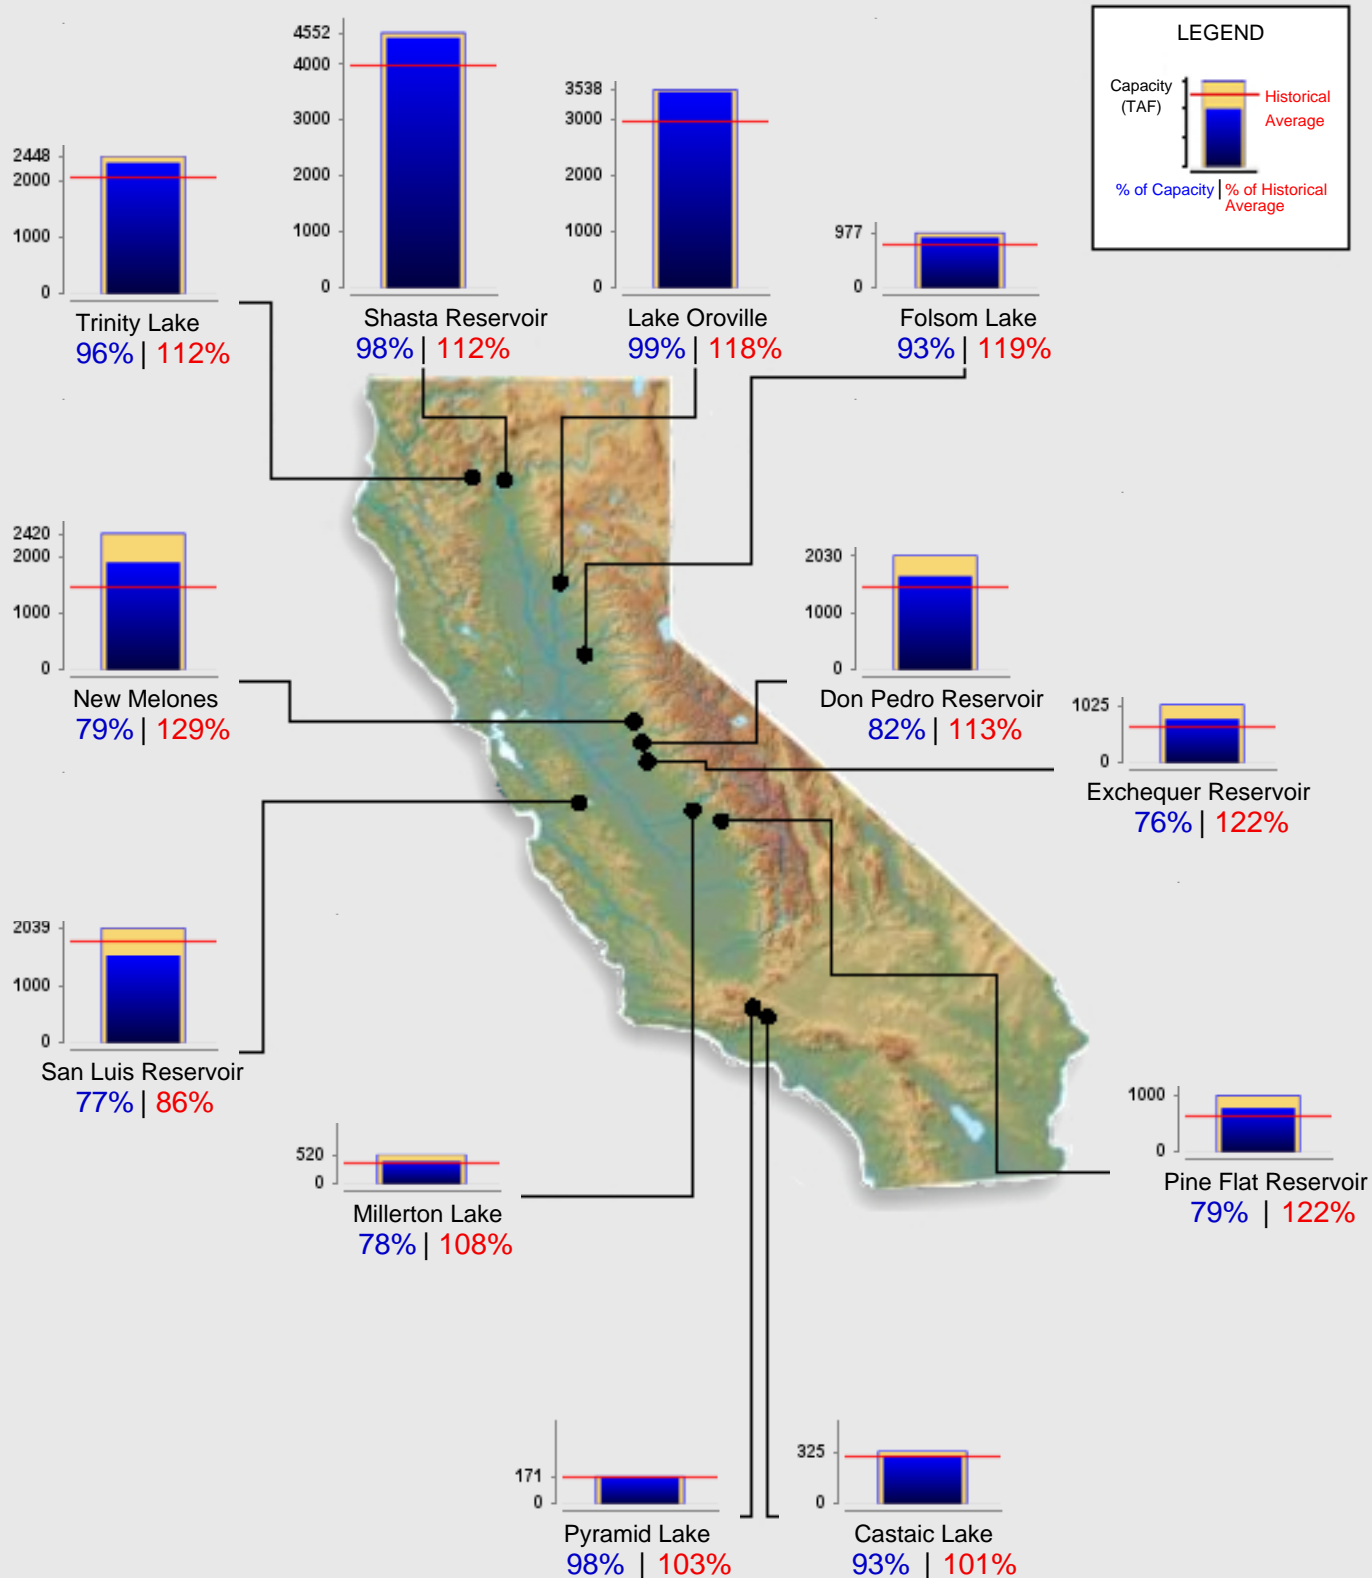 LEGEND
Capacity
(TAF)
Historical
Average
% of Capacity | % of Historical
Average
4552
4000
3000
2000
1000
0
Shasta Reservoir
98% | 112%
3538
3000
2000
1000
0
Lake Oroville
99% | 118%
2448
2000
1000
0
Trinity Lake
96% | 112%
977
0
Folsom Lake
93% | 119%
2420
2000
1000
0
New Melones
79% | 129%
2030
1000
0
Don Pedro Reservoir
82% | 113%
1025
0
Exchequer Reservoir
76% | 122%
2039
1000
0
San Luis Reservoir
77% | 86%
520
0
Millerton Lake
78% | 108%
1000
0
Pine Flat Reservoir
79% | 122%
171
0
Pyramid Lake
98% | 103%
325
0
Castaic Lake
93% | 101%